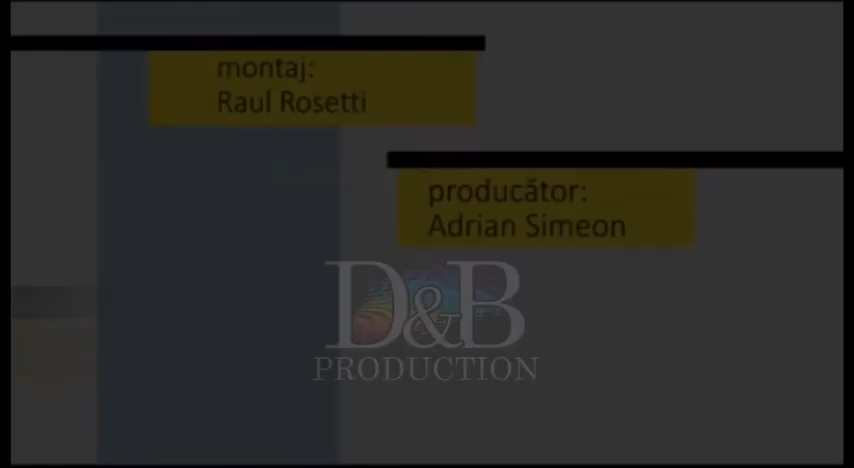 montaj:
Raul Rosetti
producător:
Adrian Simeon
D&B
PRODUCTION